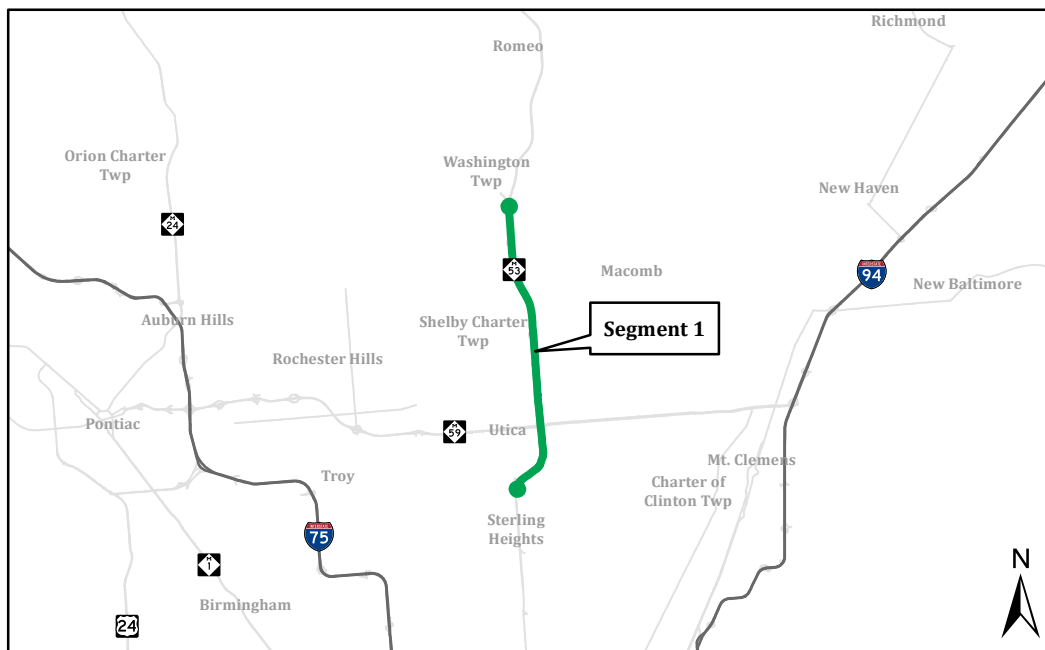 Richmond
Romeo
Orion Charter
Twp
Washington
Twp
New Haven
M
24
M
53
Macomb
INTERSTATE
94
New Baltimore
Auburn Hills
Shelby Charter
Twp
Segment 1
Rochester Hills
Pontiac
M
59
Utica
Troy
Mt. Clemens
Charter of
Clinton Twp
Sterling
Heights
INTERSTATE
75
M
1
N
Birmingham
24